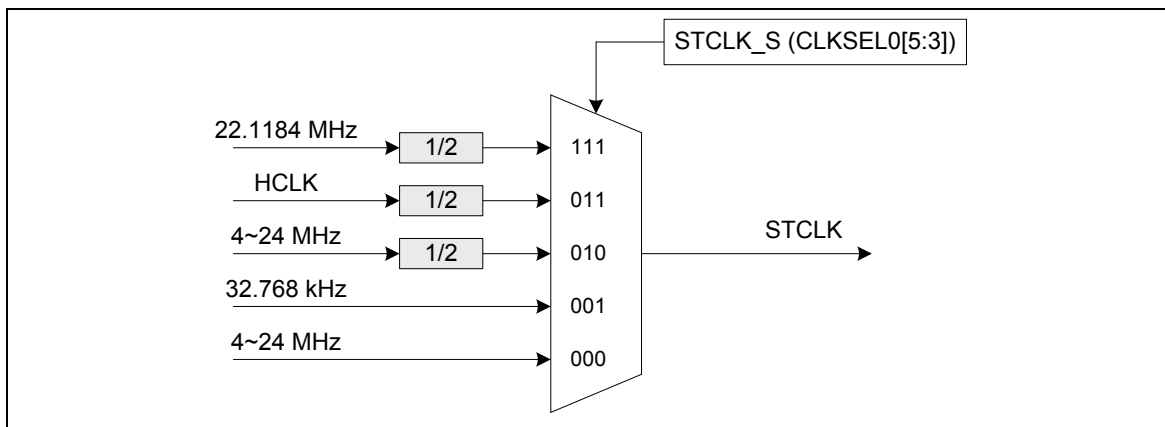 STCLK_S (CLKSEL0[5:3])
22.1184 MHz
1/2
111
HCLK
1/2
011
4~24 MHz
1/2
010
STCLK
32.768 kHz
001
4~24 MHz
000